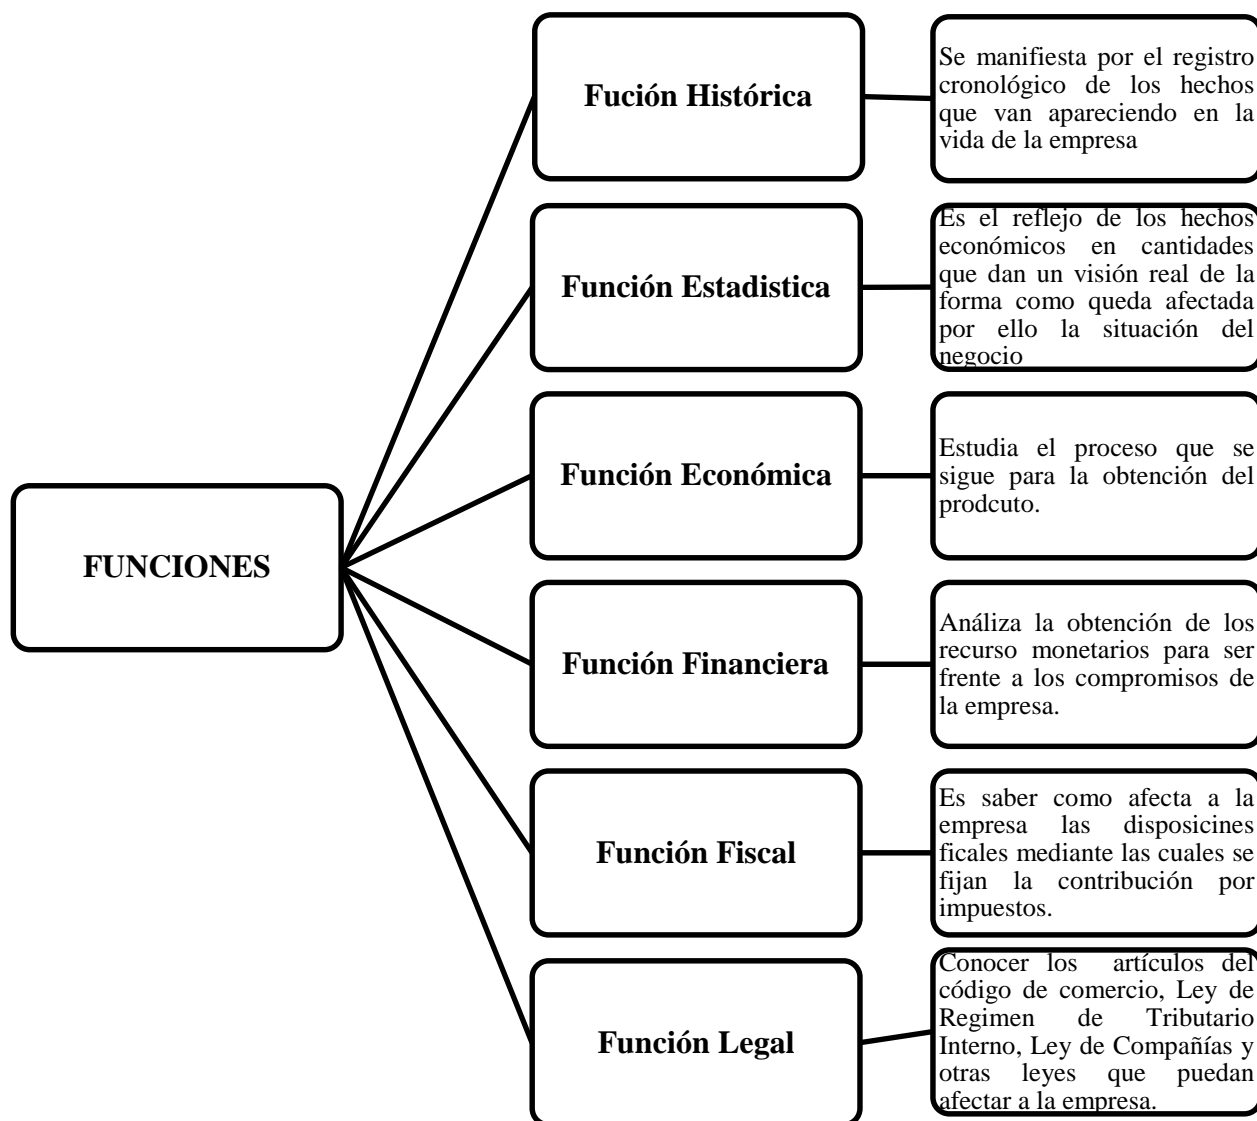 FUNCIONES
Fución Histórica
Se manifiesta por el registro
cronológico de los hechos
que van apareciendo en la
vida de la empresa
Función Estadistica
Es el reflejo de los hechos
económicos en cantidades
que dan un visión real de la
forma como queda afectada
por ello la situación del
negocio
Función Económica
Estudia el proceso que se
sigue para la obtención del
prodcuto.
Función Financiera
Análiza la obtención de los
recurso monetarios para ser
frente a los compromisos de
la empresa.
Función Fiscal
Es saber como afecta a la
empresa las disposicines
ficales mediante las cuales se
fijan la contribución por
impuestos.
Función Legal
Conocer los artículos del
código de comercio, Ley de
Regimen de Tributario
Interno, Ley de Compañías y
otras leyes que puedan
afectar a la empresa.